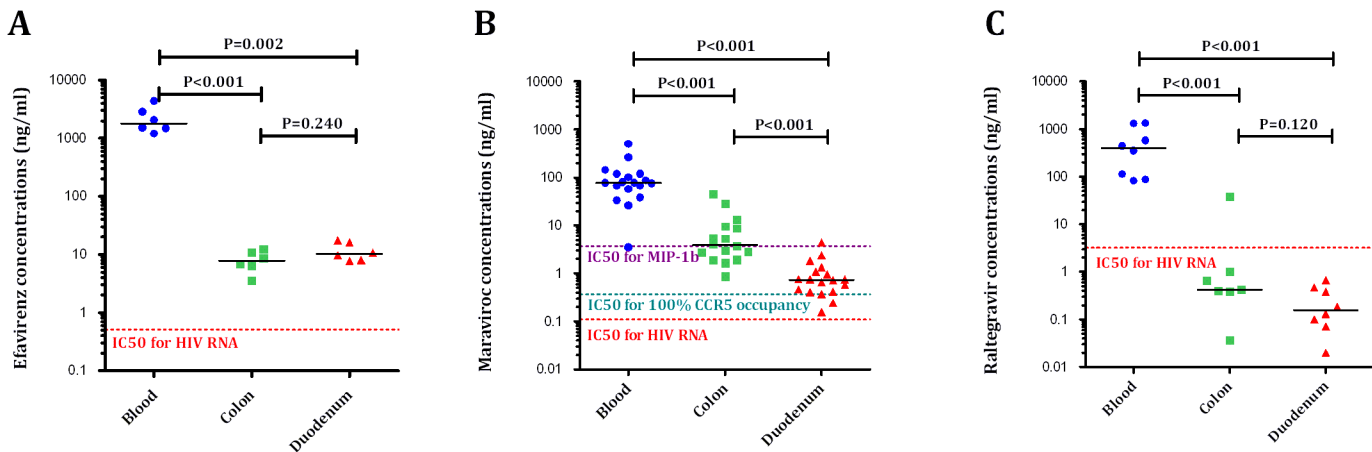 A
P=0.002
P<0.001
P=0.240
Efavirenz concentrations (ng/ml)
10000
1000
100
10
1
0.1
IC50 for HIV RNA
Blood
Colon
Duodenum
B
P<0.001
P<0.001
P<0.001
Maraviroc concentrations (ng/ml)
10000
1000
100
10
1
0.1
0.01
IC50 for MIP-1b
IC50 for 100% CCR5 occupancy
IC50 for HIV RNA
Blood
Colon
Duodenum
C
P<0.001
P<0.001
P=0.120
Raltegravir concentrations (ng/ml)
10000
1000
100
10
1
0.1
0.01
IC50 for HIV RNA
Blood
Colon
Duodenum